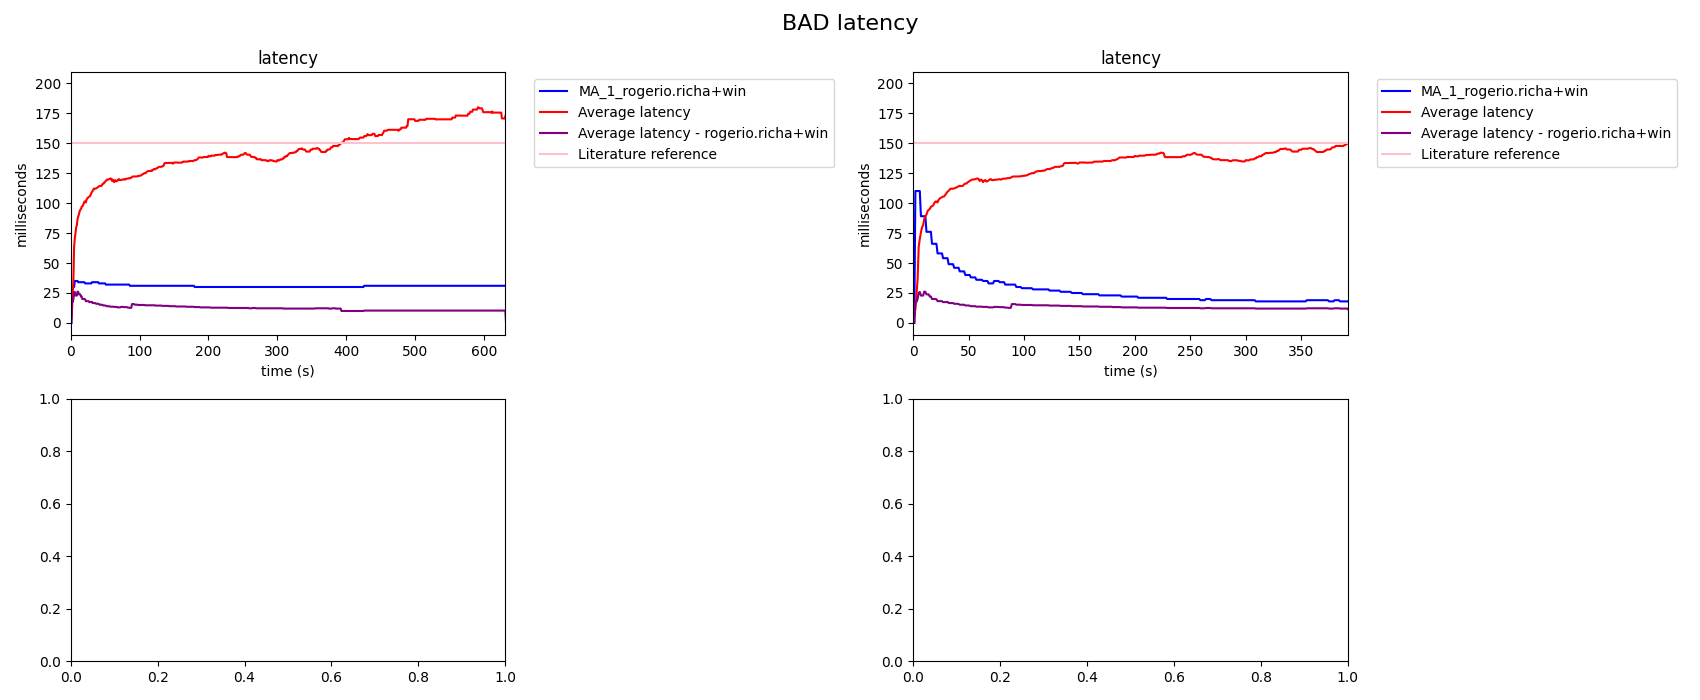 BAD latency
latency
200
175
150
125
100
75
50
25
0
milliseconds
0 100 200 300 400 500 600
time (s)
MA_1_rogerio.richa+win
Average latency
Average latency - rogerio.richa+win
Literature reference
latency
200
175
150
125
100
75
50
25
0
milliseconds
0 50 100 150 200 250 300 350
time (s)
MA_1_rogerio.richa+win
Average latency
Average latency - rogerio.richa+win
Literature reference
1.0
0.8
0.6
0.4
0.2
0.0
0.0 0.2 0.4 0.6 0.8 1.0
1.0
0.8
0.6
0.4
0.2
0.0
0.0 0.2 0.4 0.6 0.8 1.0